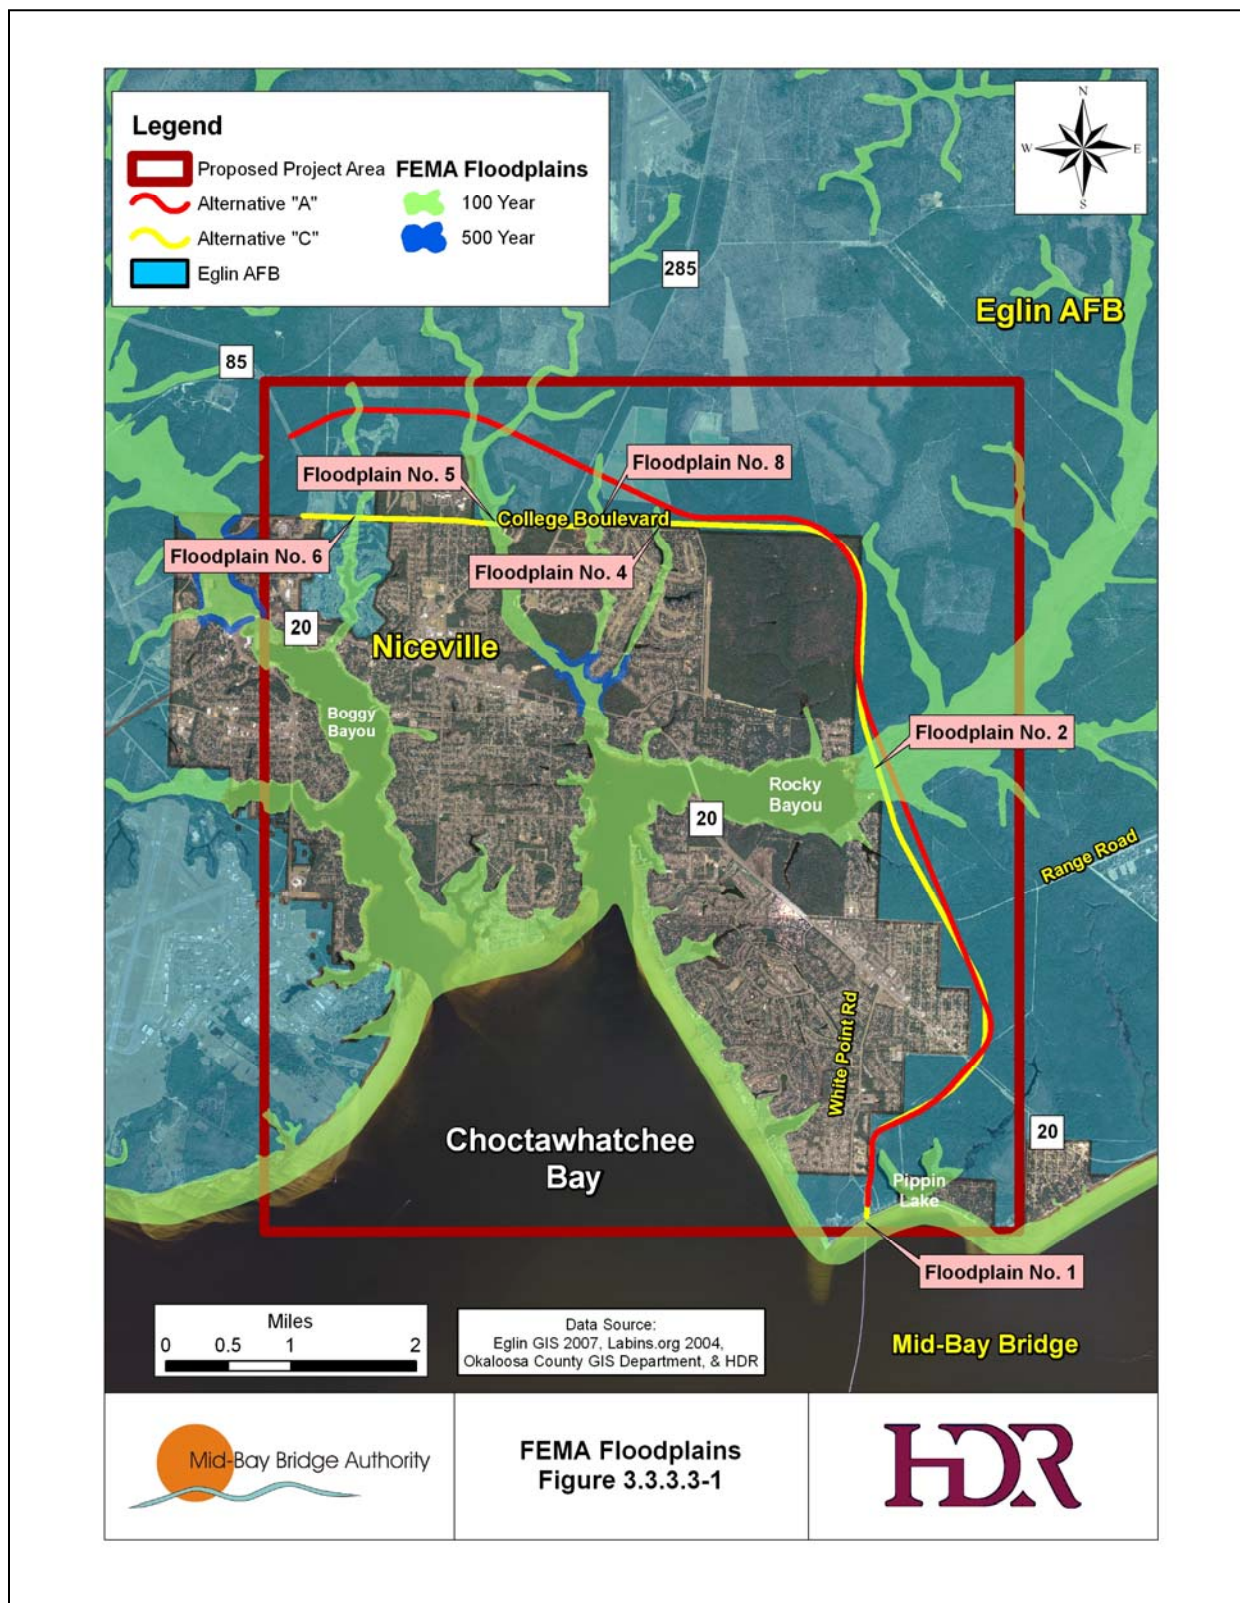 Legend
Proposed Project Area
Alternative "A"
Alternative "C"
Eglin AFB
FEMA Floodplains
100 Year
500 Year
N
W
E
S
285
Eglin AFB
85
Floodplain No. 5
Floodplain No. 8
College Boulevard
Floodplain No. 6
Floodplain No. 4
20
Niceville
Boggy
Bayou
Floodplain No. 2
Rocky
Bayou
20
Range Road
White Point Rd
Choctawhatchee
Bay
20
Pippin
Lake
Floodplain No. 1
Miles
0 0.5 1 2
Data Source:
Eglin GIS 2007, Labins.org 2004,
Okaloosa County GIS Department, & HDR
Mid-Bay Bridge
Mid-Bay Bridge Authority
FEMA Floodplains
Figure 3.3.3.3-1
HDR